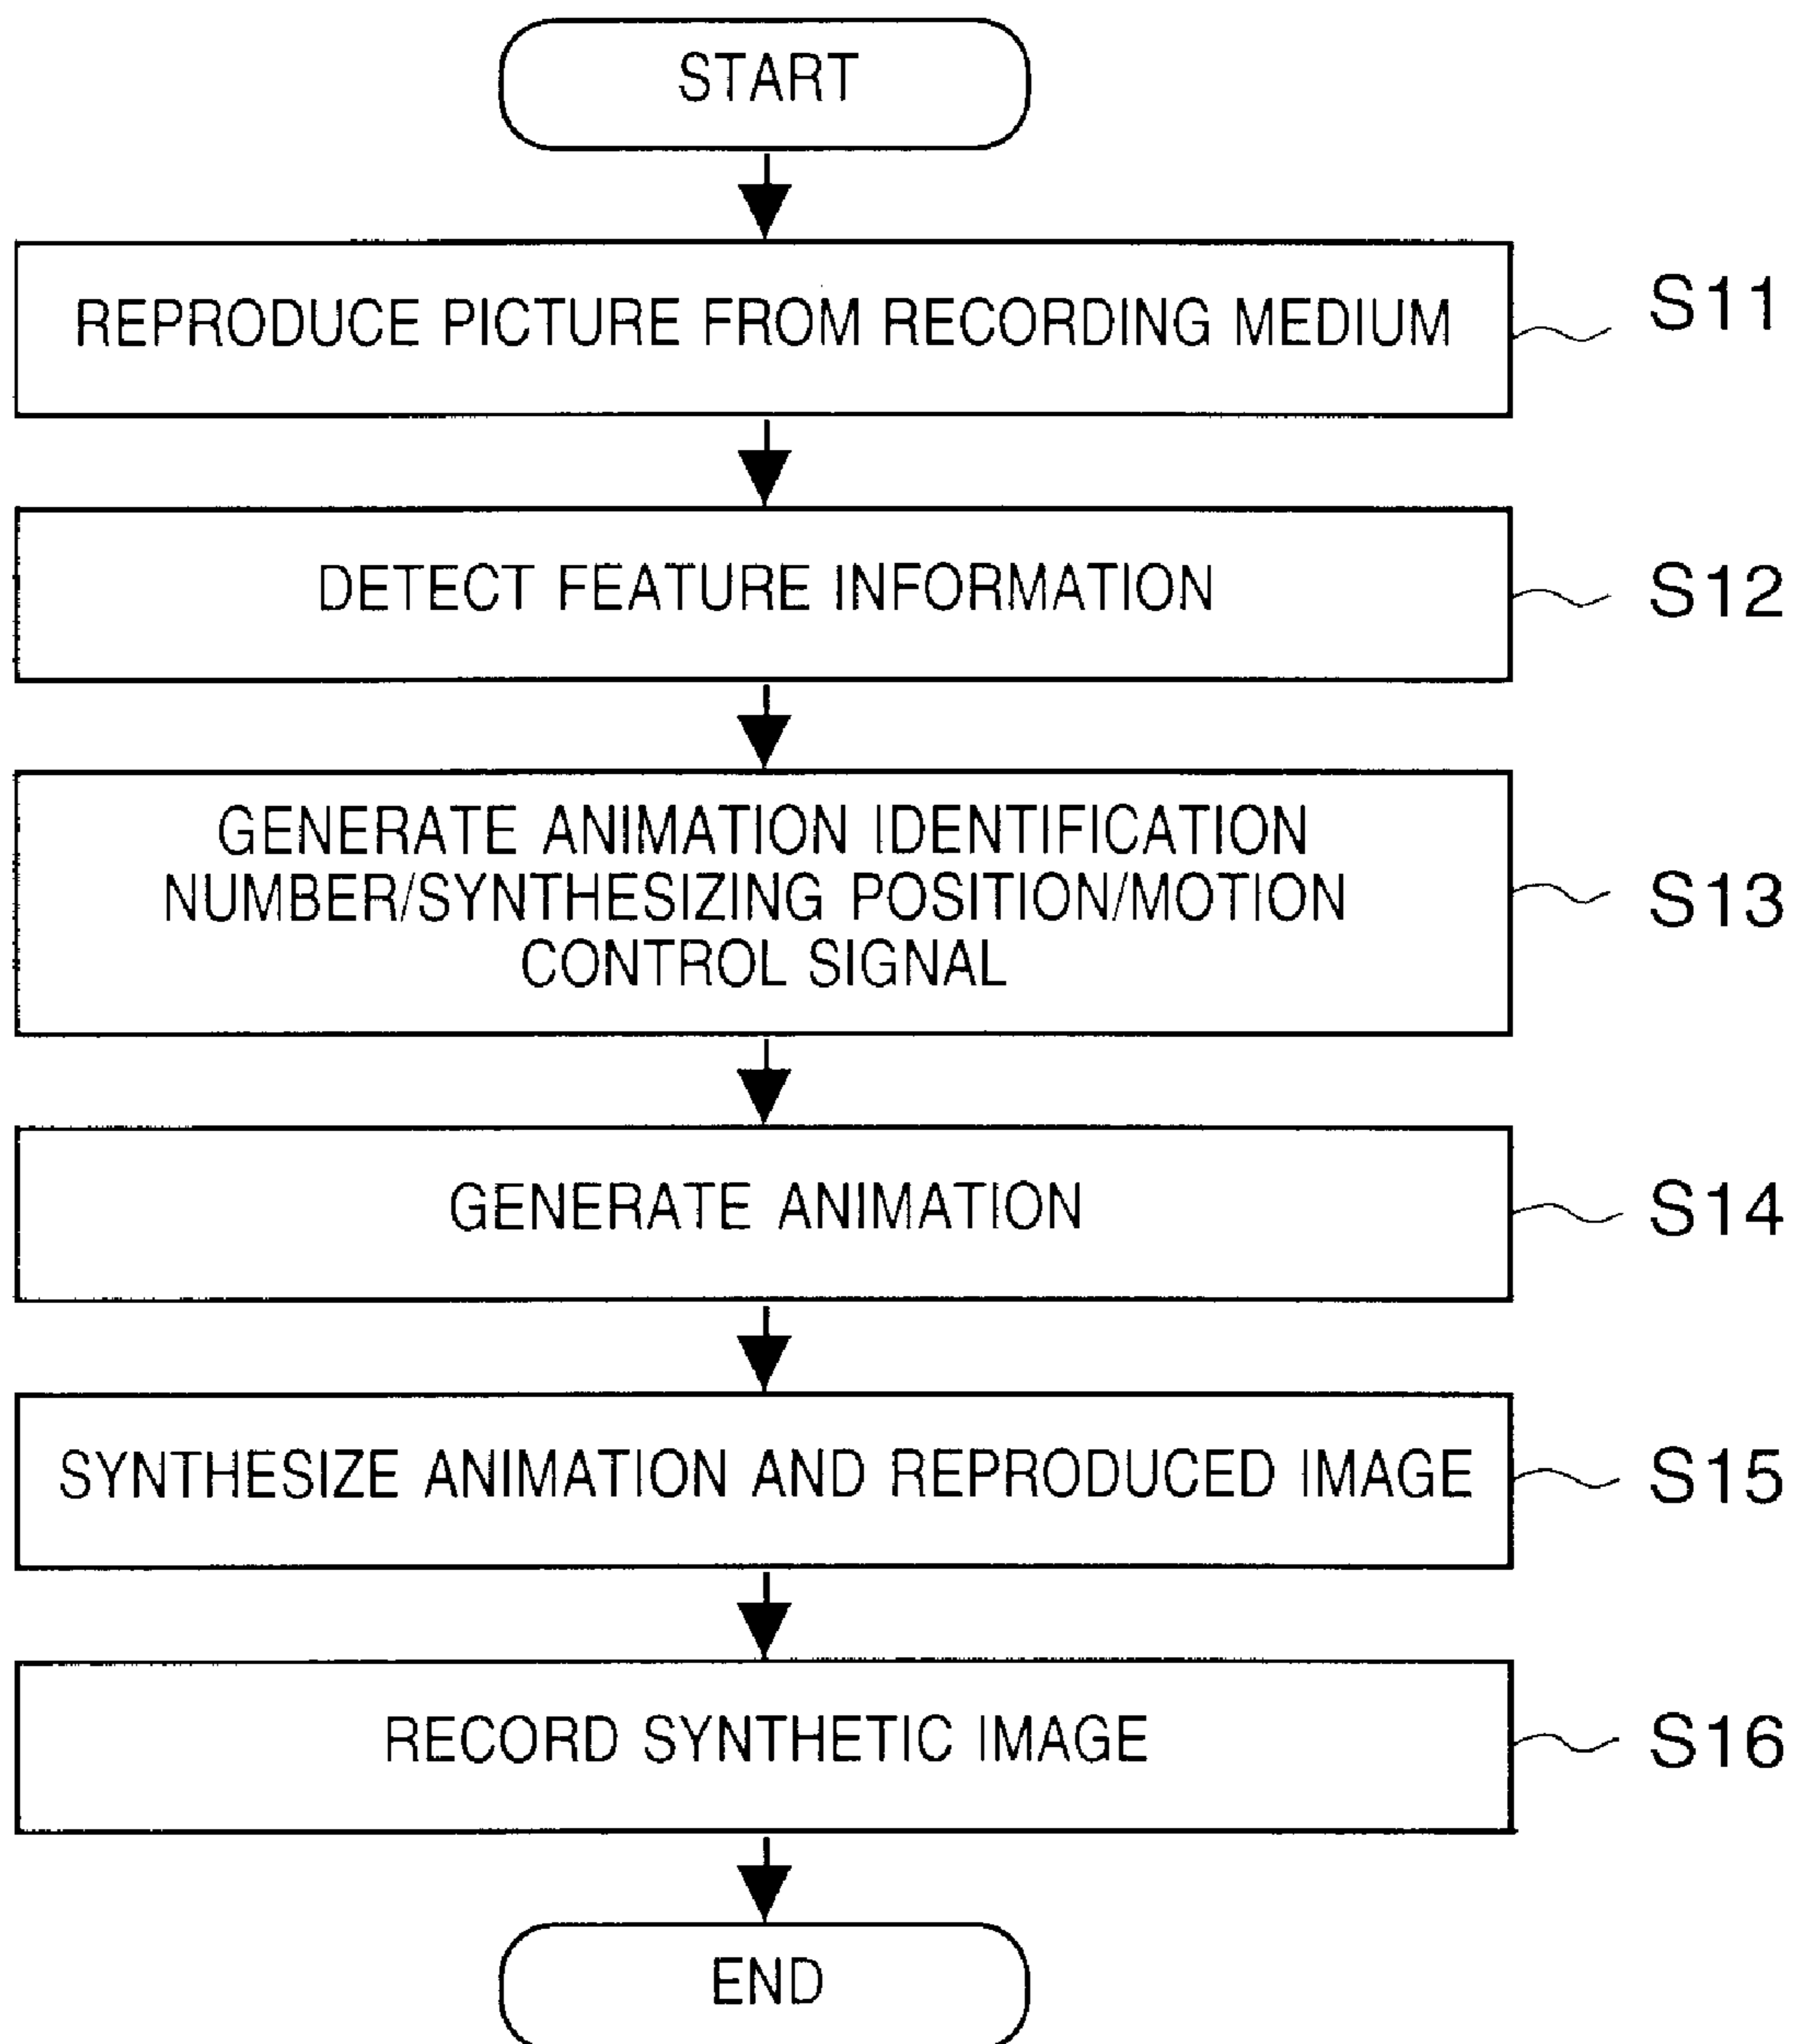 START
REPRODUCE PICTURE FROM RECORDING MEDIUM
S11
DETECT FEATURE INFORMATION
S12
GENERATE ANIMATION IDENTIFICATION
NUMBER/SYNTHESIZING POSITION/MOTION
CONTROL SIGNAL
S13
GENERATE ANIMATION
S14
SYNTHESIZE ANIMATION AND REPRODUCED IMAGE
S15
RECORD SYNTHETIC IMAGE
S16
END